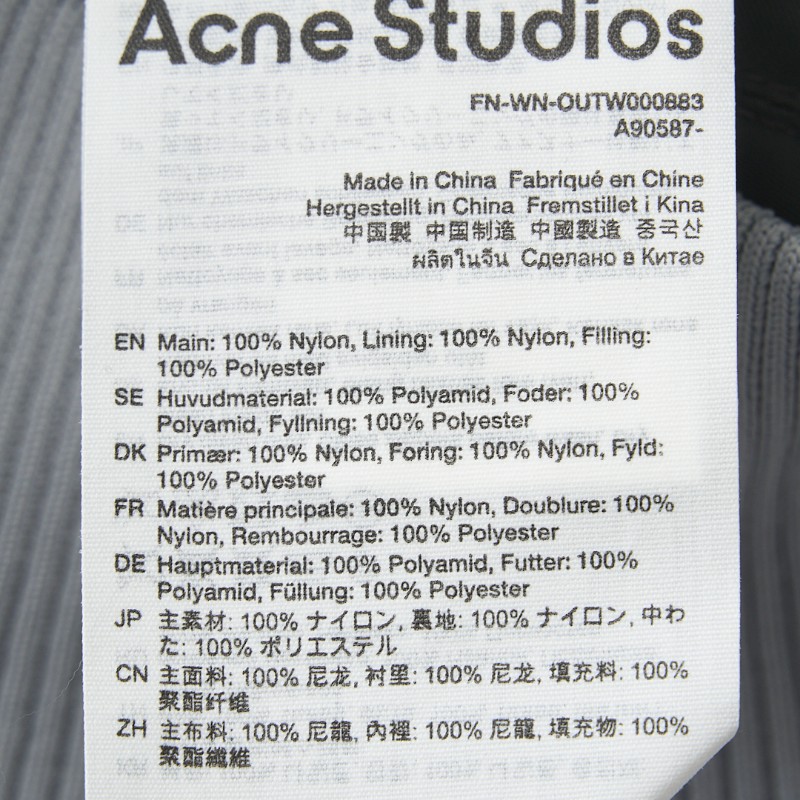 Acne Studios
FN-WN-OUTW000883
A90587-
Made in China Fabriqué en Chine
Hergestellt in China Fremstillet i Kina
中国製 中国制造 中國製造 중국산
ผลิตในจีน Сделано в Китае
EN Main: 100% Nylon, Lining: 100% Nylon, Filling:
100% Polyester
SE Huvudmaterial: 100% Polyamid, Foder: 100%
Polyamid, Fyllning: 100% Polyester
DK Primær: 100% Nylon, Foring: 100% Nylon, Fyld:
100% Polyester
FR Matière principale: 100% Nylon, Doublure: 100%
Nylon, Rembourrage: 100% Polyester
DE Hauptmaterial: 100% Polyamid, Futter: 100%
Polyamid, Füllung: 100% Polyester
JP 主素材: 100% ナイロン, 裏地: 100% ナイロン, 中わ
た: 100% ポリエステル
CN 主面料: 100% 尼龙, 衬里: 100% 尼龙, 填充料: 100%
聚酯纤维
ZH 主布料: 100% 尼龍, 內裡: 100% 尼龍, 填充物: 100%
聚酯纖維